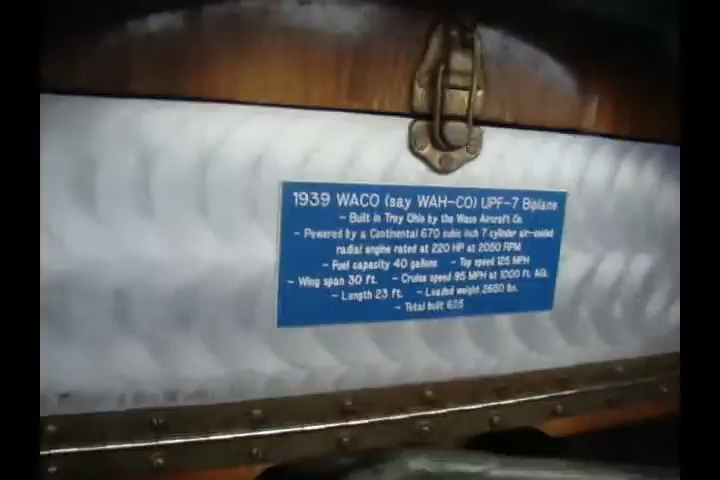 1939 WACO (say WAH-CO) UPF-7 Biplane
- Built in Troy Ohio by the Waco Aircraft Co.
- Powered by a Continental 670 cubic inch 7 cylinder air-cooled
radial engine rated at 220 HP at 2050 RPM
- Fuel capacity 40 gallons - Top speed 125 MPH
- Wing span 30 ft. - Cruise speed 95 MPH at 1000 ft. Alt.
- Length 23 ft. - Loaded weight 2650 lbs.
- Total built 625